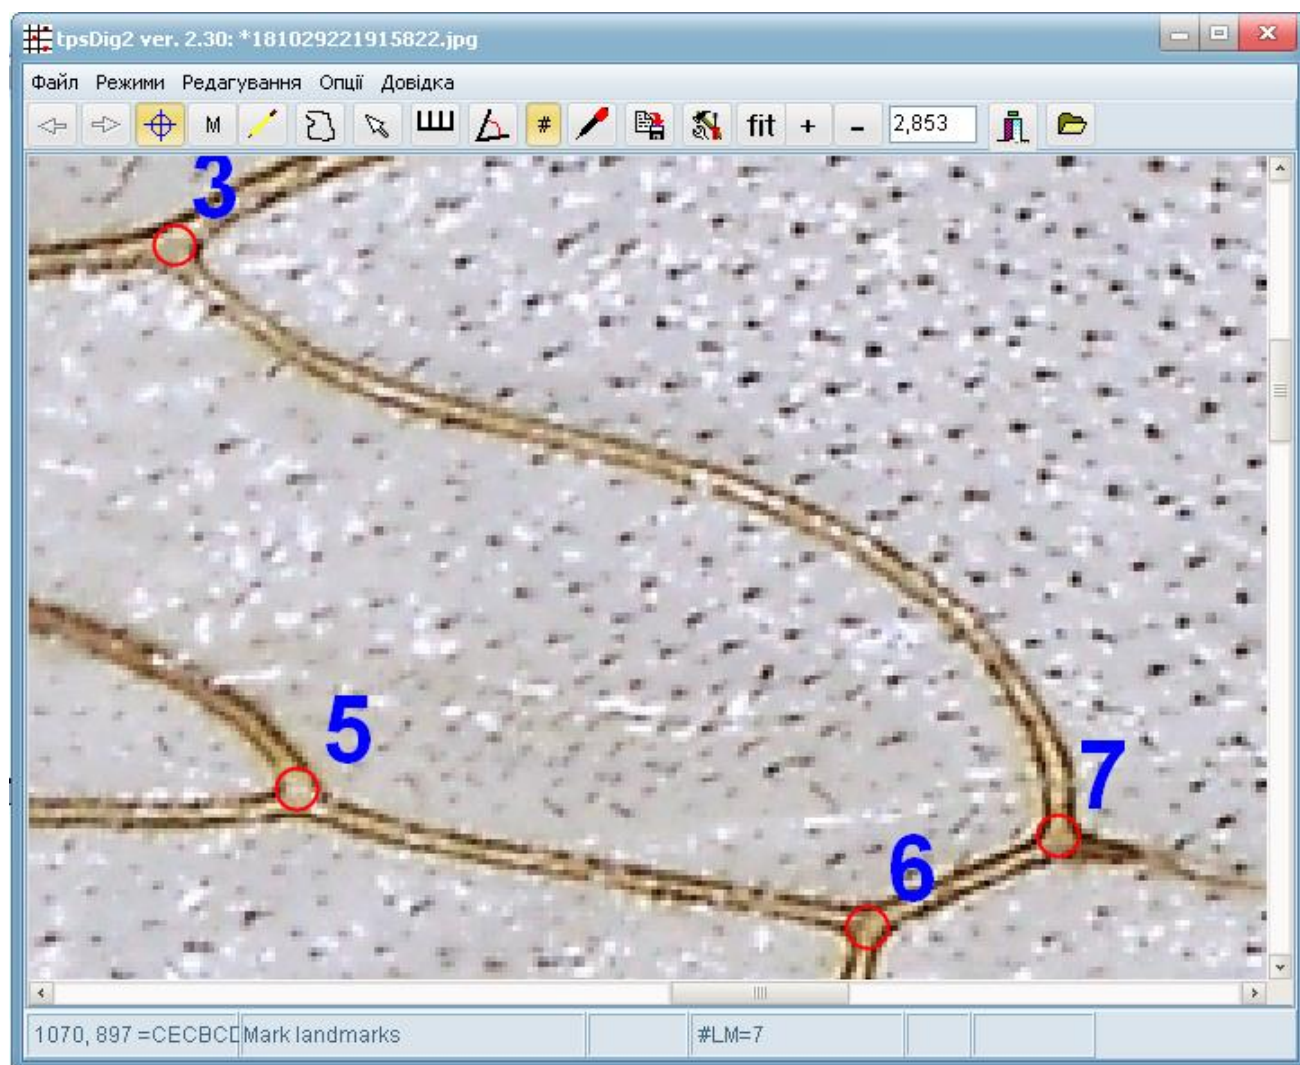 tpsDig2 ver. 2.30: *181029221915822.jpg
Файл Режими Редагування Опції Довідка
M # fit + - 2,853
3
5
7
6
1070, 897 =CECBCD Mark landmarks #LM=7